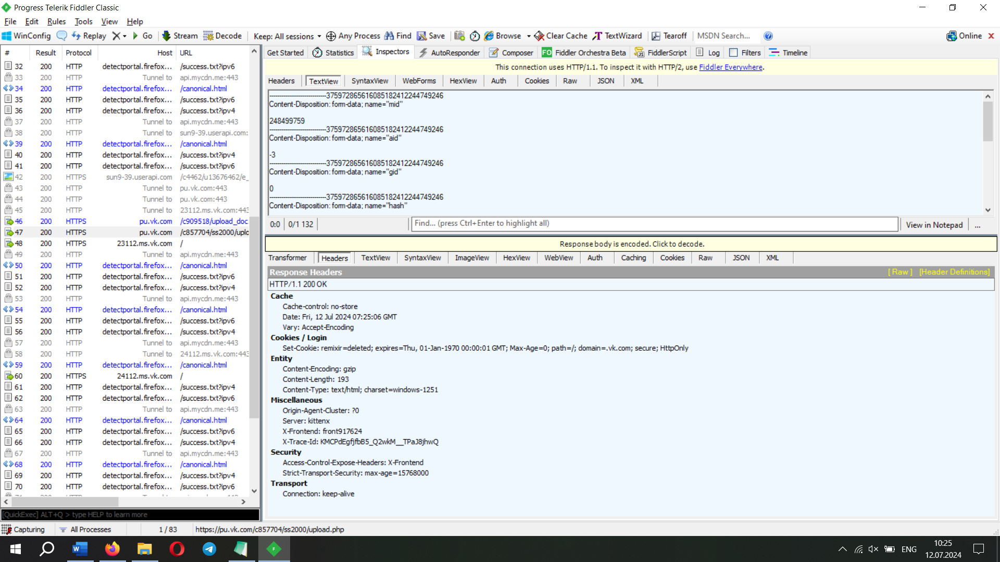 Progress Telerik Fiddler Classic
File Edit Rules Tools View Help
WinConfig Replay Go Stream Decode Keep: All sessions Any Process Find Save Browse Clear Cache TextWizard Tearoff MSDN Search... Online
# Result Protocol Host URL
32 200 HTTP detectportal.firefox... /success.txt?ipv6
33 200 HTTP Tunnel to api.mycdn.me:443
34 200 HTTP detectportal.firefox... /canonical.html
35 200 HTTP detectportal.firefox... /success.txt?ipv6
36 200 HTTP detectportal.firefox... /success.txt?ipv4
37 200 HTTP Tunnel to api.mycdn.me:443
38 200 HTTP Tunnel to sun9-39.userapi.com:
39 200 HTTP detectportal.firefox... /canonical.html
40 200 HTTP detectportal.firefox... /success.txt?ipv4
41 200 HTTP detectportal.firefox... /success.txt?ipv6
42 200 HTTPS sun9-39.userapi.com /c4462/u13676462/e_
43 200 HTTP Tunnel to pu.vk.com:443
44 200 HTTP Tunnel to pu.vk.com:443
45 200 HTTP Tunnel to 23112.ms.vk.com:443
46 200 HTTPS pu.vk.com /c909518/upload_doc
47 200 HTTPS pu.vk.com /c857704/ss2000/uplo
48 200 HTTPS 23112.ms.vk.com /
49 200 HTTP Tunnel to api.mycdn.me:443
50 200 HTTP detectportal.firefox... /canonical.html
51 200 HTTP detectportal.firefox... /success.txt?ipv6
52 200 HTTP detectportal.firefox... /success.txt?ipv4
53 200 HTTP Tunnel to api.mycdn.me:443
54 200 HTTP detectportal.firefox... /canonical.html
55 200 HTTP detectportal.firefox... /success.txt?ipv6
56 200 HTTP detectportal.firefox... /success.txt?ipv4
57 200 HTTP Tunnel to api.mycdn.me:443
58 200 HTTP Tunnel to 24112.ms.vk.com:443
59 200 HTTP detectportal.firefox... /canonical.html
60 200 HTTPS 24112.ms.vk.com /
61 200 HTTP detectportal.firefox... /success.txt?ipv4
62 200 HTTP detectportal.firefox... /success.txt?ipv6
63 200 HTTP Tunnel to api.mycdn.me:443
64 200 HTTP detectportal.firefox... /canonical.html
65 200 HTTP detectportal.firefox... /success.txt?ipv6
66 200 HTTP detectportal.firefox... /success.txt?ipv4
67 200 HTTP Tunnel to api.mycdn.me:443
68 200 HTTP detectportal.firefox... /canonical.html
69 200 HTTP detectportal.firefox... /success.txt?ipv4
70 200 HTTP detectportal.firefox... /success.txt?ipv6
[QuickExec] ALT+Q > type HELP to learn more
Get Started Statistics Inspectors AutoResponder Composer FO Fiddler Orchestra Beta FiddlerScript Log Filters Timeline
This connection uses HTTP/1.1. To inspect it with HTTP/2, use Fiddler Everywhere.
Headers TextView SyntaxView WebForms HexView Auth Cookies Raw JSON XML
-----------------------------375972865616085182412244749246
Content-Disposition: form-data; name="mid"
248499759
-----------------------------375972865616085182412244749246
Content-Disposition: form-data; name="aid"
-3
-----------------------------375972865616085182412244749246
Content-Disposition: form-data; name="gid"
0
-----------------------------375972865616085182412244749246
Content-Disposition: form-data; name="hash"
0:0 0/1 132 Find... (press Ctrl+Enter to highlight all) View in Notepad ...
Response body is encoded. Click to decode.
Transformer Headers TextView SyntaxView ImageView HexView WebView Auth Caching Cookies Raw JSON XML
Response Headers [ Raw ] [Header Definitions]
HTTP/1.1 200 OK
Cache
Cache-control: no-store
Date: Fri, 12 Jul 2024 07:25:06 GMT
Vary: Accept-Encoding
Cookies / Login
Set-Cookie: remixir=deleted; expires=Thu, 01-Jan-1970 00:00:01 GMT; Max-Age=0; path=/; domain=.vk.com; secure; HttpOnly
Entity
Content-Encoding: gzip
Content-Length: 193
Content-Type: text/html; charset=windows-1251
Miscellaneous
Origin-Agent-Cluster: ?0
Server: kittenx
X-Frontend: front917624
X-Trace-Id: KMCPdEgfjfbB5_Q2wkM__TPaJ8jhwQ
Security
Access-Control-Expose-Headers: X-Frontend
Strict-Transport-Security: max-age=15768000
Transport
Connection: keep-alive
Capturing All Processes 1 / 83 https://pu.vk.com/c857704/ss2000/upload.php
ENG 10:25
12.07.2024